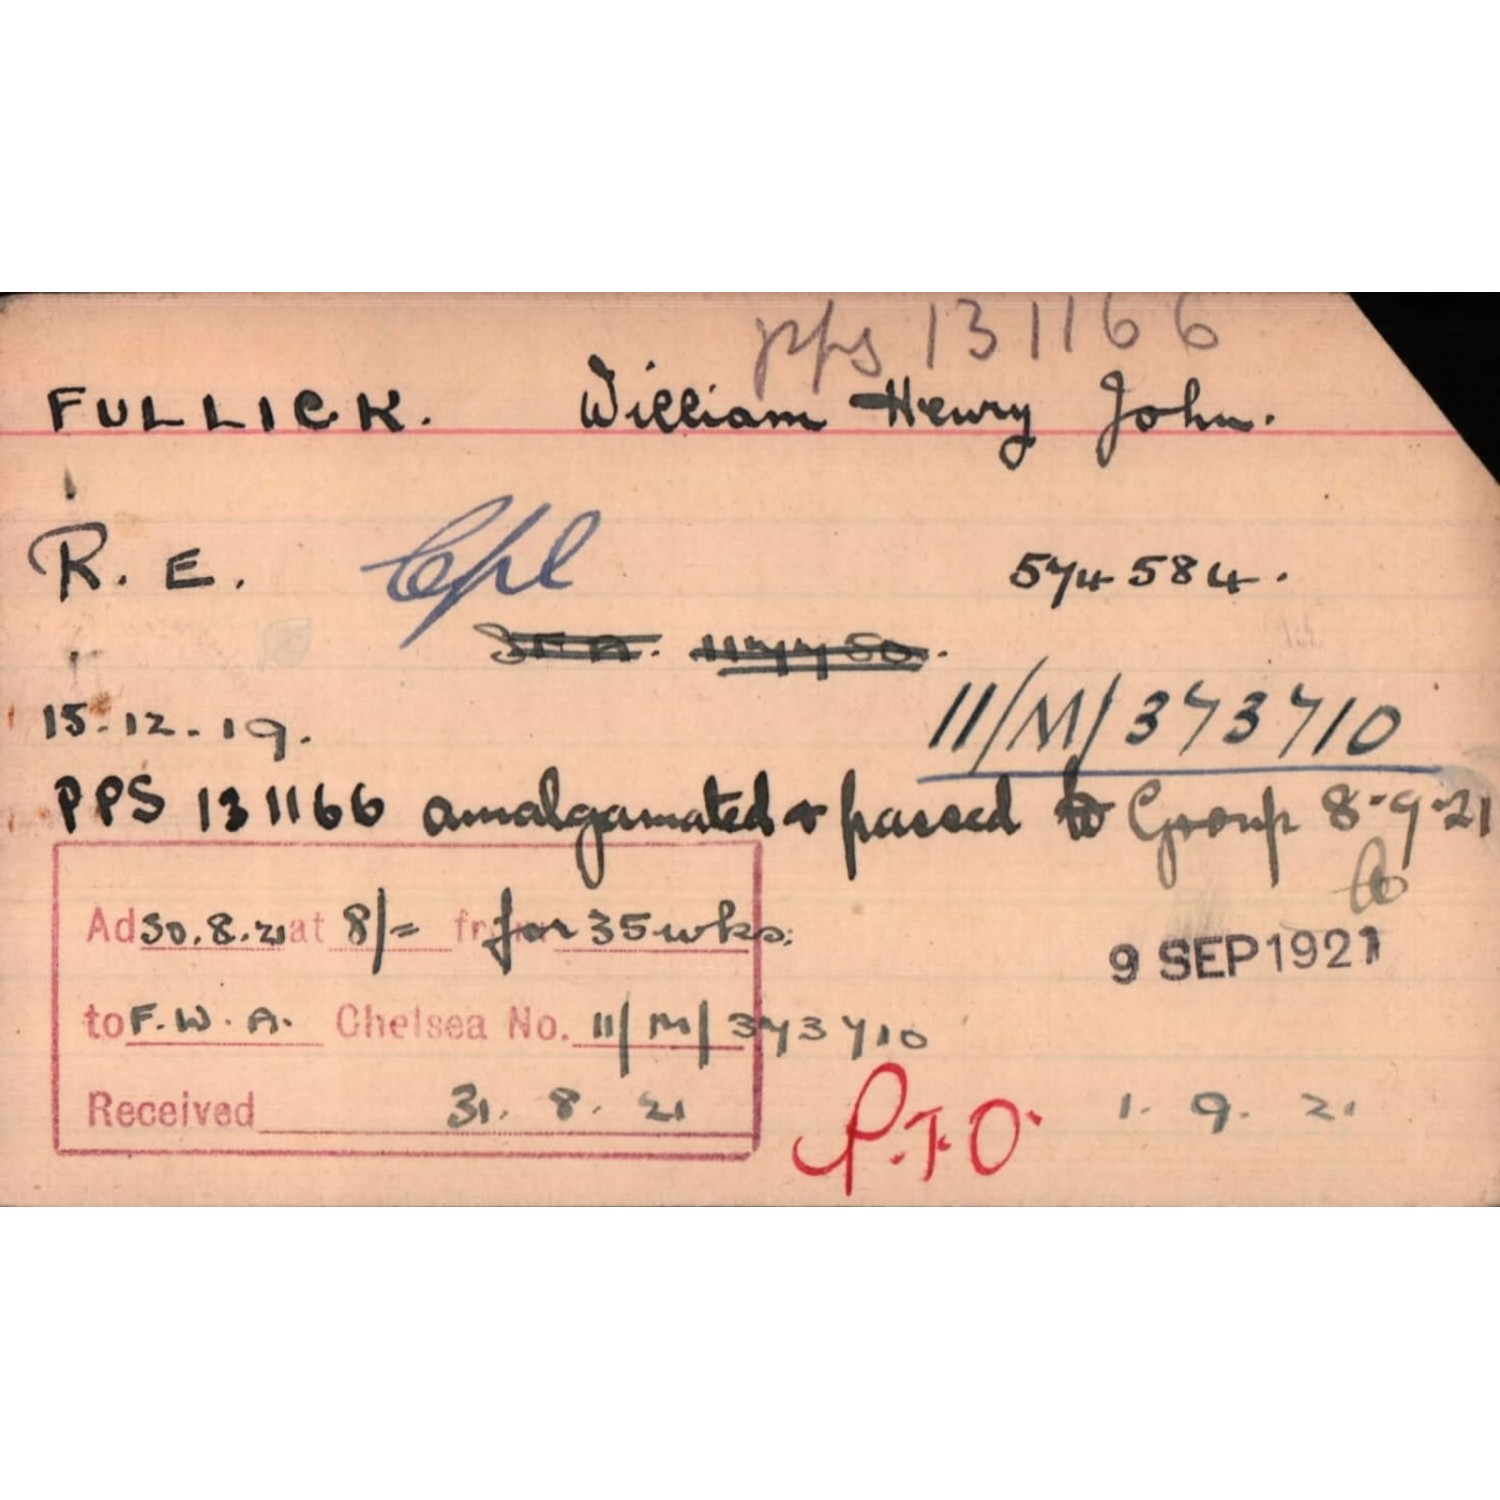 pps 131166
FULLICK. William Henry John.
R. E. Cpl 574584.
15.12.19.
11/M/373710
PPS 131166 amalgamated & passed to Group 8-9-21
Ad 30.8.21 at 8/= for 35 wks.
9 SEP 1921
to F.W.A. Chelsea No. 11/M/373710
Received 31. 8. 21
P.T.O. 1. 9. 21